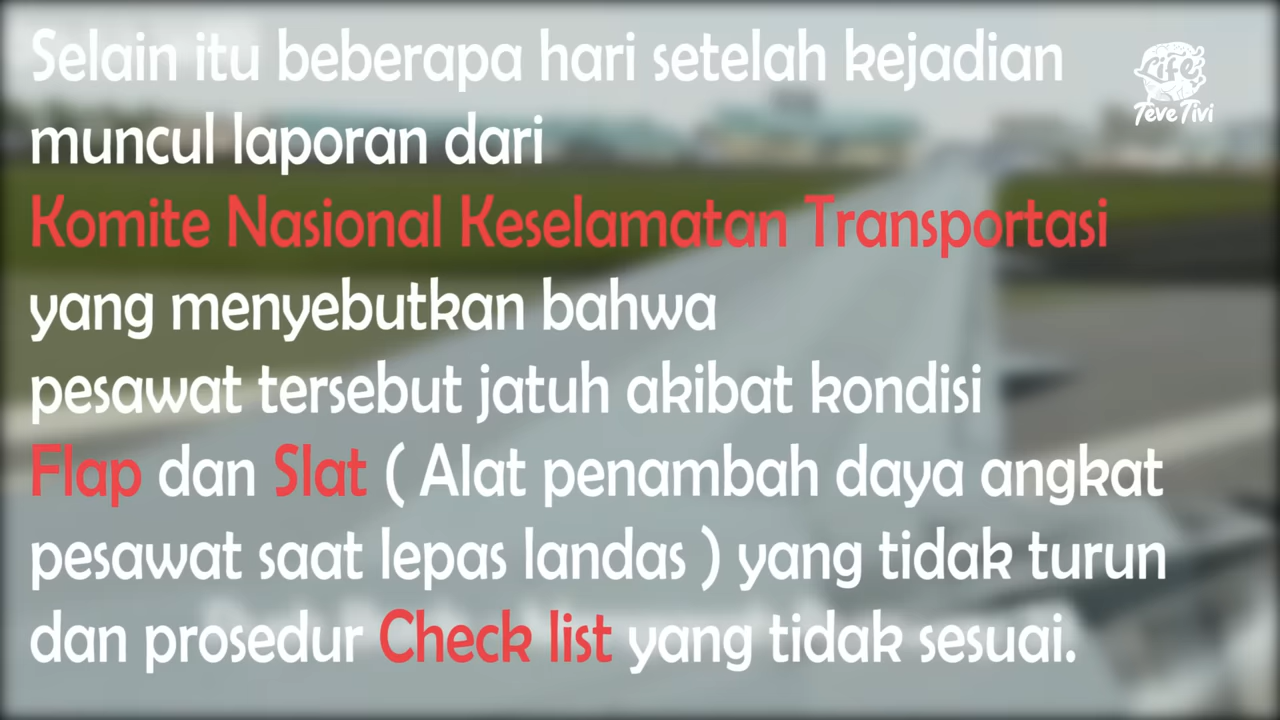 Selain itu beberapa hari setelah kejadian
muncul laporan dari
Komite Nasional Keselamatan Transportasi
yang menyebutkan bahwa
pesawat tersebut jatuh akibat kondisi
Flap dan Slat ( Alat penambah daya angkat
pesawat saat lepas landas ) yang tidak turun
dan prosedur Check list yang tidak sesuai.
Life
TeveTivi